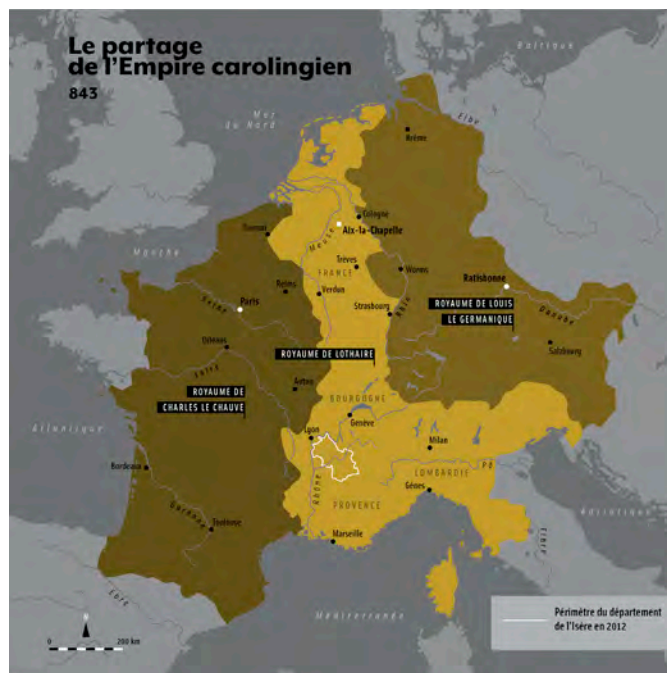 Le partage
de l'Empire carolingien
843
Baltique
Mer
du Nord
Elbe
Brême
Cologne
Tournai
Aix-la-Chapelle
Meuse
Manche
Trèves
FRANCE
Worms
Ratisbonne
Reims
Verdun
Paris
Seine
Strasbourg
Rhin
ROYAUME DE LOUIS
LE GERMANIQUE
Danube
Orléans
ROYAUME DE LOTHAIRE
Salzbourg
Loire
Autun
ROYAUME DE
CHARLES LE CHAUVE
BOURGOGNE
Genève
Atlantique
Lyon
Milan
Pô
LOMBARDIE
Bordeaux
Rhône
Gênes
PROVENCE
Adriatique
Garonne
Toulouse
Marseille
Tibre
Ebre
Méditerranée
Périmètre du département
de l'Isère en 2012
N
0 200 km